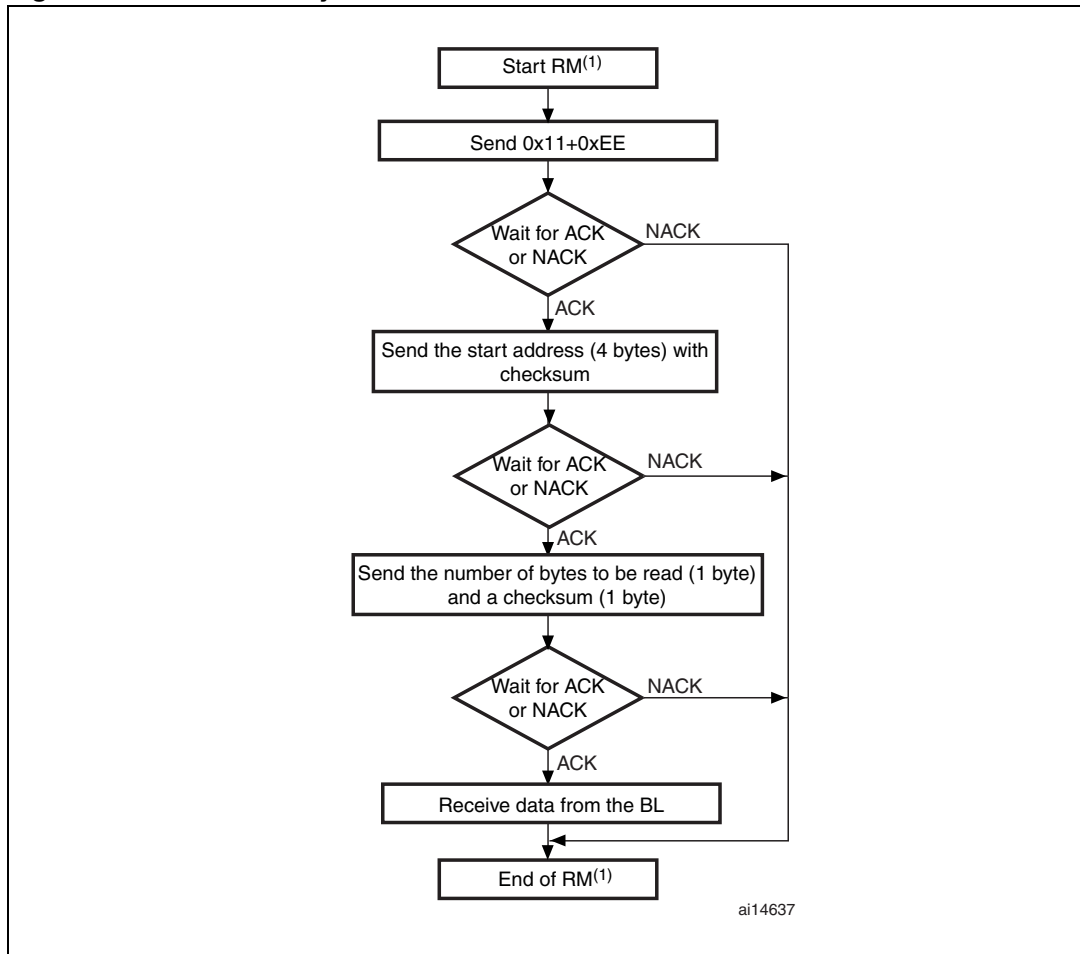 Start RM(1)
Send 0x11+0xEE
Wait for ACK
or NACK
NACK
ACK
Send the start address (4 bytes) with
checksum
Wait for ACK
or NACK
NACK
ACK
Send the number of bytes to be read (1 byte)
and a checksum (1 byte)
Wait for ACK
or NACK
NACK
ACK
Receive data from the BL
End of RM(1)
ai14637